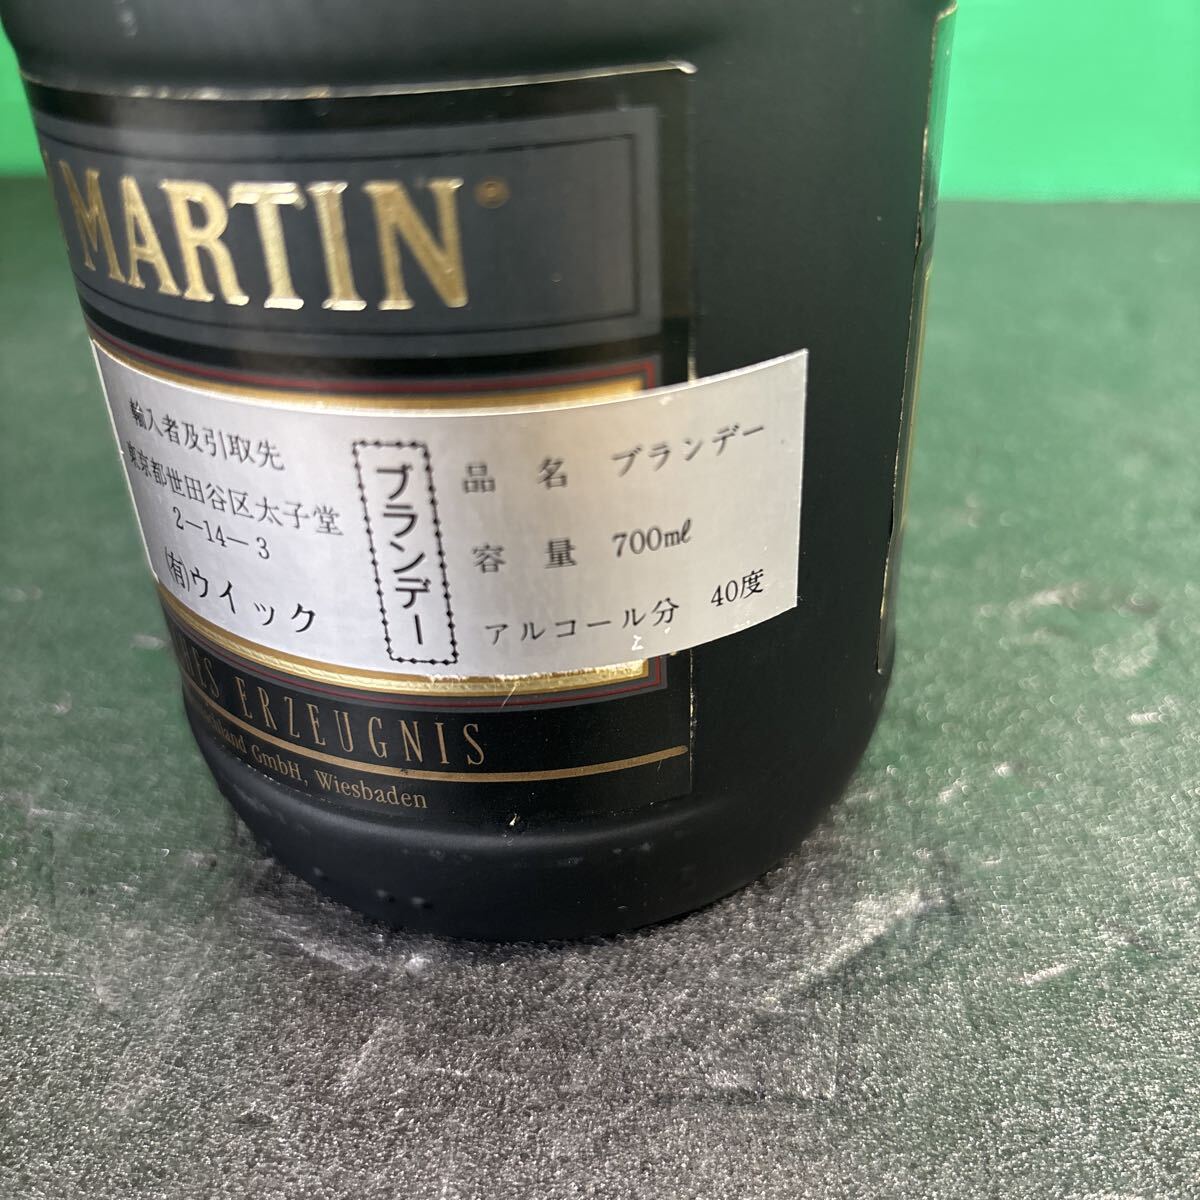 MARTIN®
輸入者及引取先
東京都世田谷区太子堂
2-14-3
(有)ウイック
ブランデー
品名 ブランデー
容量 700mℓ
アルコール分 40度
ERZEUGNIS
GmbH, Wiesbaden